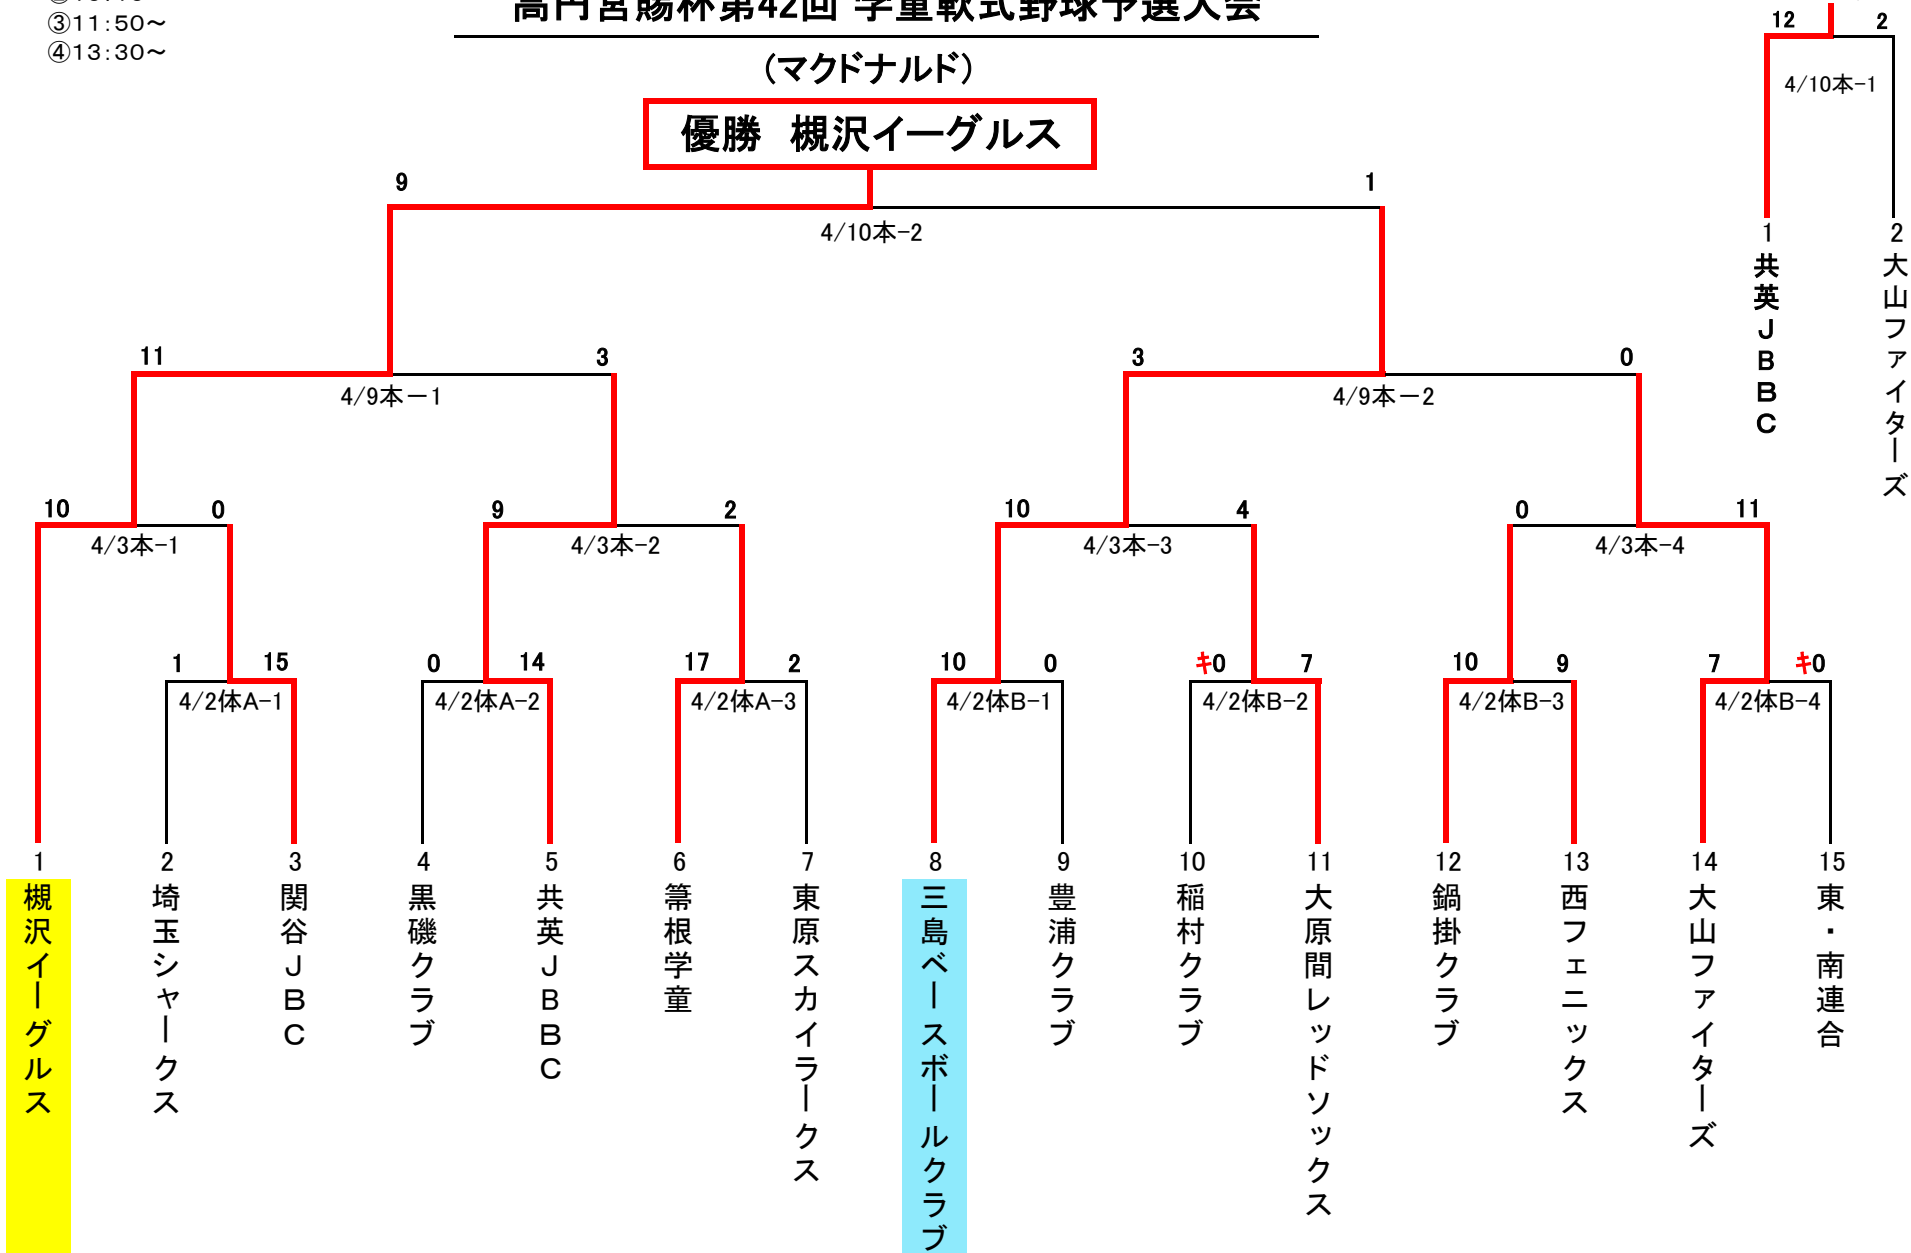 ③11:50～
④13:30～
高円宮賜杯第42回 学童軟式野球予選大会
（マクドナルド）
優勝　槻沢イーグルス
12 2
4/10本-1
1 2
共英JBBC
大山ファイターズ
9 1
4/10本-2
11 3 3 0
4/9本－1 4/9本－2
10 0 9 2 10 4 0 11
4/3本-1 4/3本-2 4/3本-3 4/3本-4
1 15 0 14 17 2 10 0 ｷ0 7 10 9 7 ｷ0
4/2体A-1 4/2体A-2 4/2体A-3 4/2体B-1 4/2体B-2 4/2体B-3 4/2体B-4
1 2 3 4 5 6 7 8 9 10 11 12 13 14 15
槻沢イーグルス
埼玉シャークス
関谷JBC
黒磯クラブ
共英JBBC
箒根学童
東原スカイラークス
三島ベースボールクラブ
豊浦クラブ
稲村クラブ
大原間レッドソックス
鍋掛クラブ
西フェニックス
大山ファイターズ
東・南連合